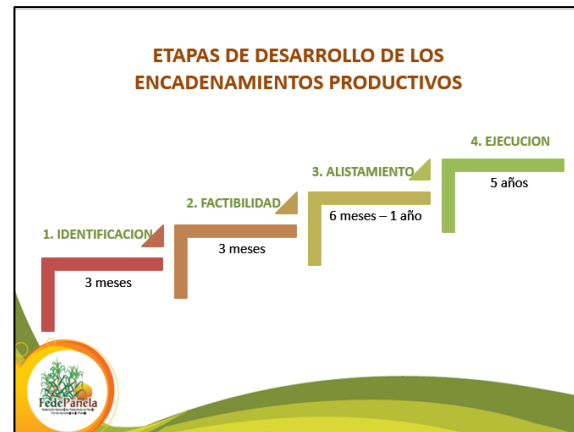 ETAPAS DE DESARROLLO DE LOS
ENCADENAMIENTOS PRODUCTIVOS
1. IDENTIFICACION
3 meses
2. FACTIBILIDAD
3 meses
3. ALISTAMIENTO
6 meses – 1 año
4. EJECUCION
5 años
FedePanela